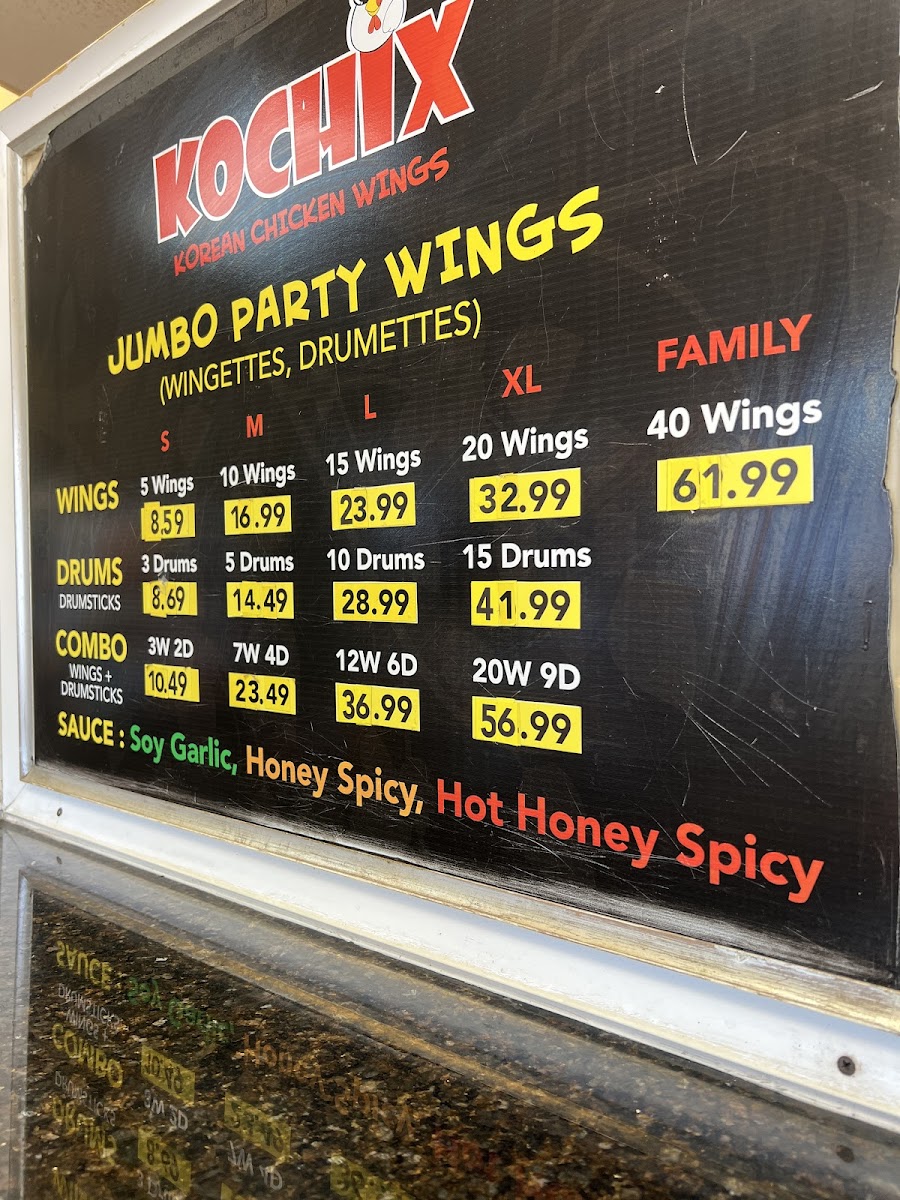 KOCHIX
KOREAN CHICKEN WINGS
JUMBO PARTY WINGS
(WINGETTES, DRUMETTES)
S M L XL FAMILY
WINGS 5 Wings 10 Wings 15 Wings 20 Wings 40 Wings
8.59 16.99 23.99 32.99 61.99
DRUMS 3 Drums 5 Drums 10 Drums 15 Drums
DRUMSTICKS 8.69 14.49 28.99 41.99
COMBO 3W 2D 7W 4D 12W 6D 20W 9D
WINGS +
DRUMSTICKS 10.49 23.49 36.99 56.99
SAUCE : Soy Garlic, Honey Spicy, Hot Honey Spicy